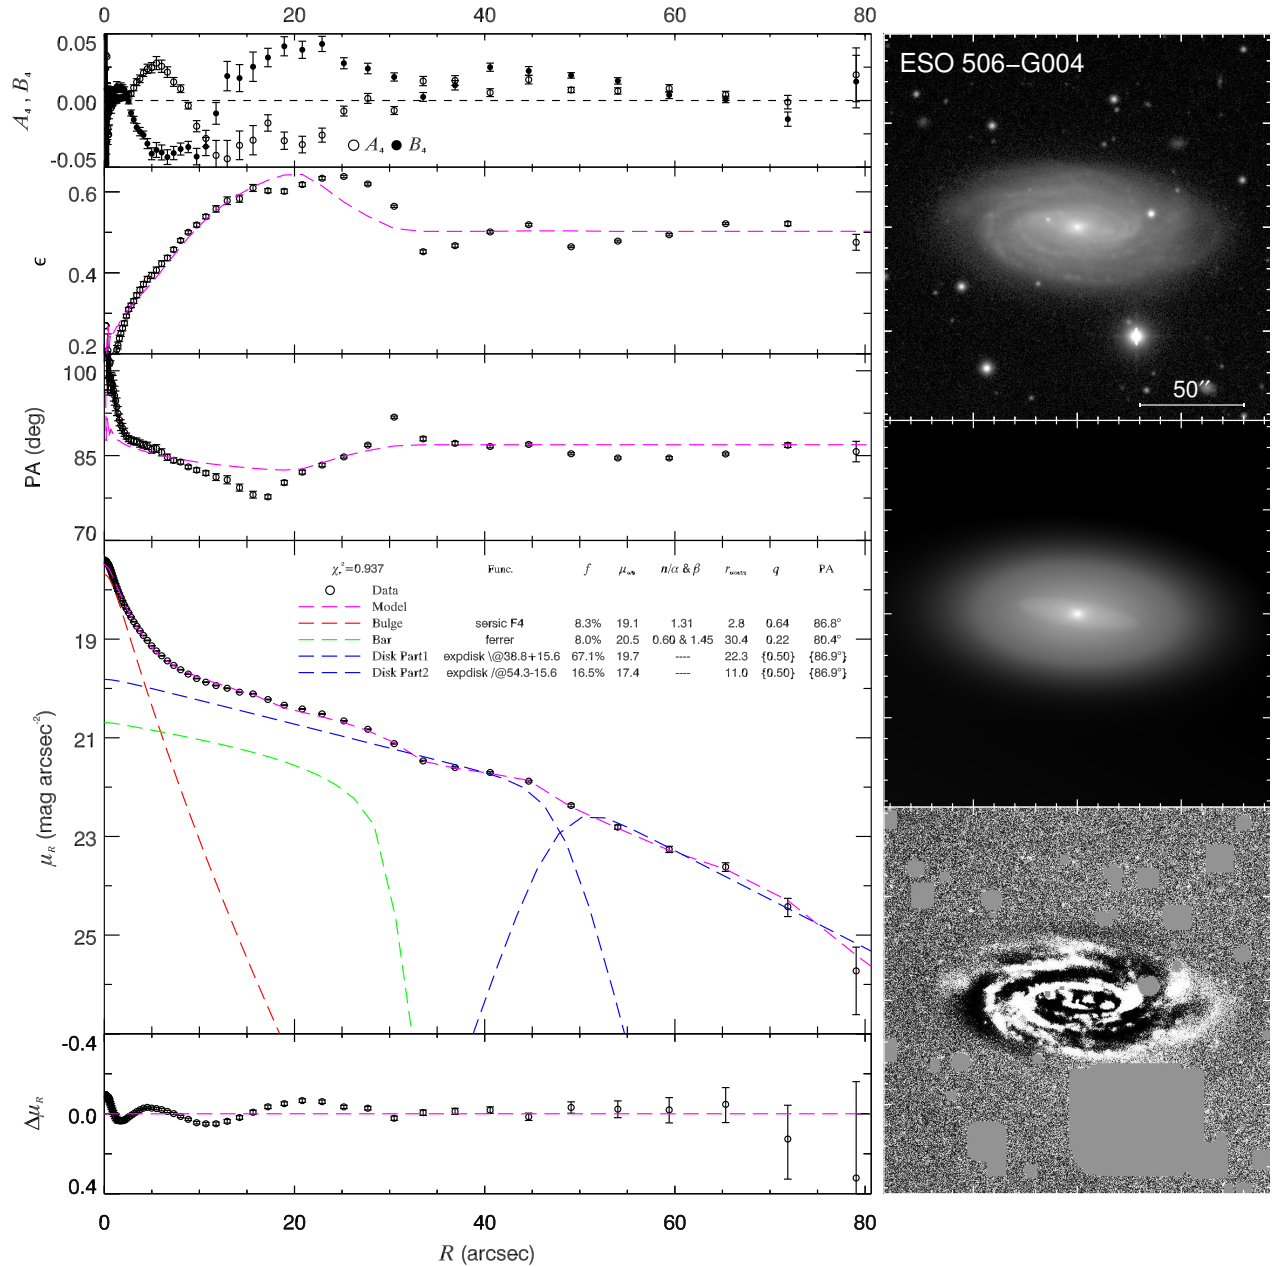 0 20 40 60 80
0.05
0.00
-0.05
A₄ , B₄
A₄ B₄
ESO 506−G004
50″
0.6
0.4
0.2
ϵ
100
85
70
PA (deg)
χᵣ²=0.937 Func. f n/α & β q PA
Data
Model
Bulge sersic F4 8.3% 19.1 1.31 2.8 0.64 86.8°
Bar ferrer 8.0% 20.5 0.60 & 1.45 30.4 0.22 80.4°
Disk Part1 expdisk \@38.8+15.6 67.1% 19.7 ---- 22.3 {0.50} {86.9°}
Disk Part2 expdisk /@54.3-15.6 16.5% 17.4 ---- 11.0 {0.50} {86.9°}
19
21
23
25
μR (mag arcsec⁻²)
-0.4
0.0
0.4
ΔμR
0 20 40 60 80
R (arcsec)